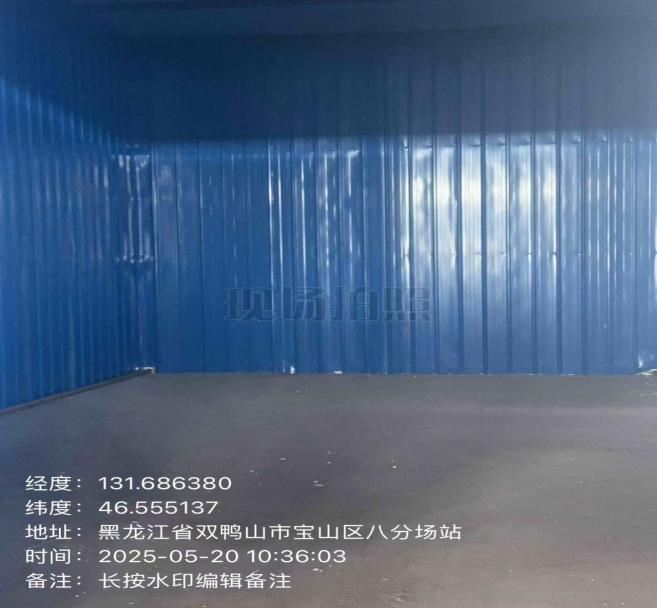 现场拍照
经度：131.686380
纬度：46.555137
地址：黑龙江省双鸭山市宝山区八分场站
时间：2025-05-20 10:36:03
备注：长按水印编辑备注